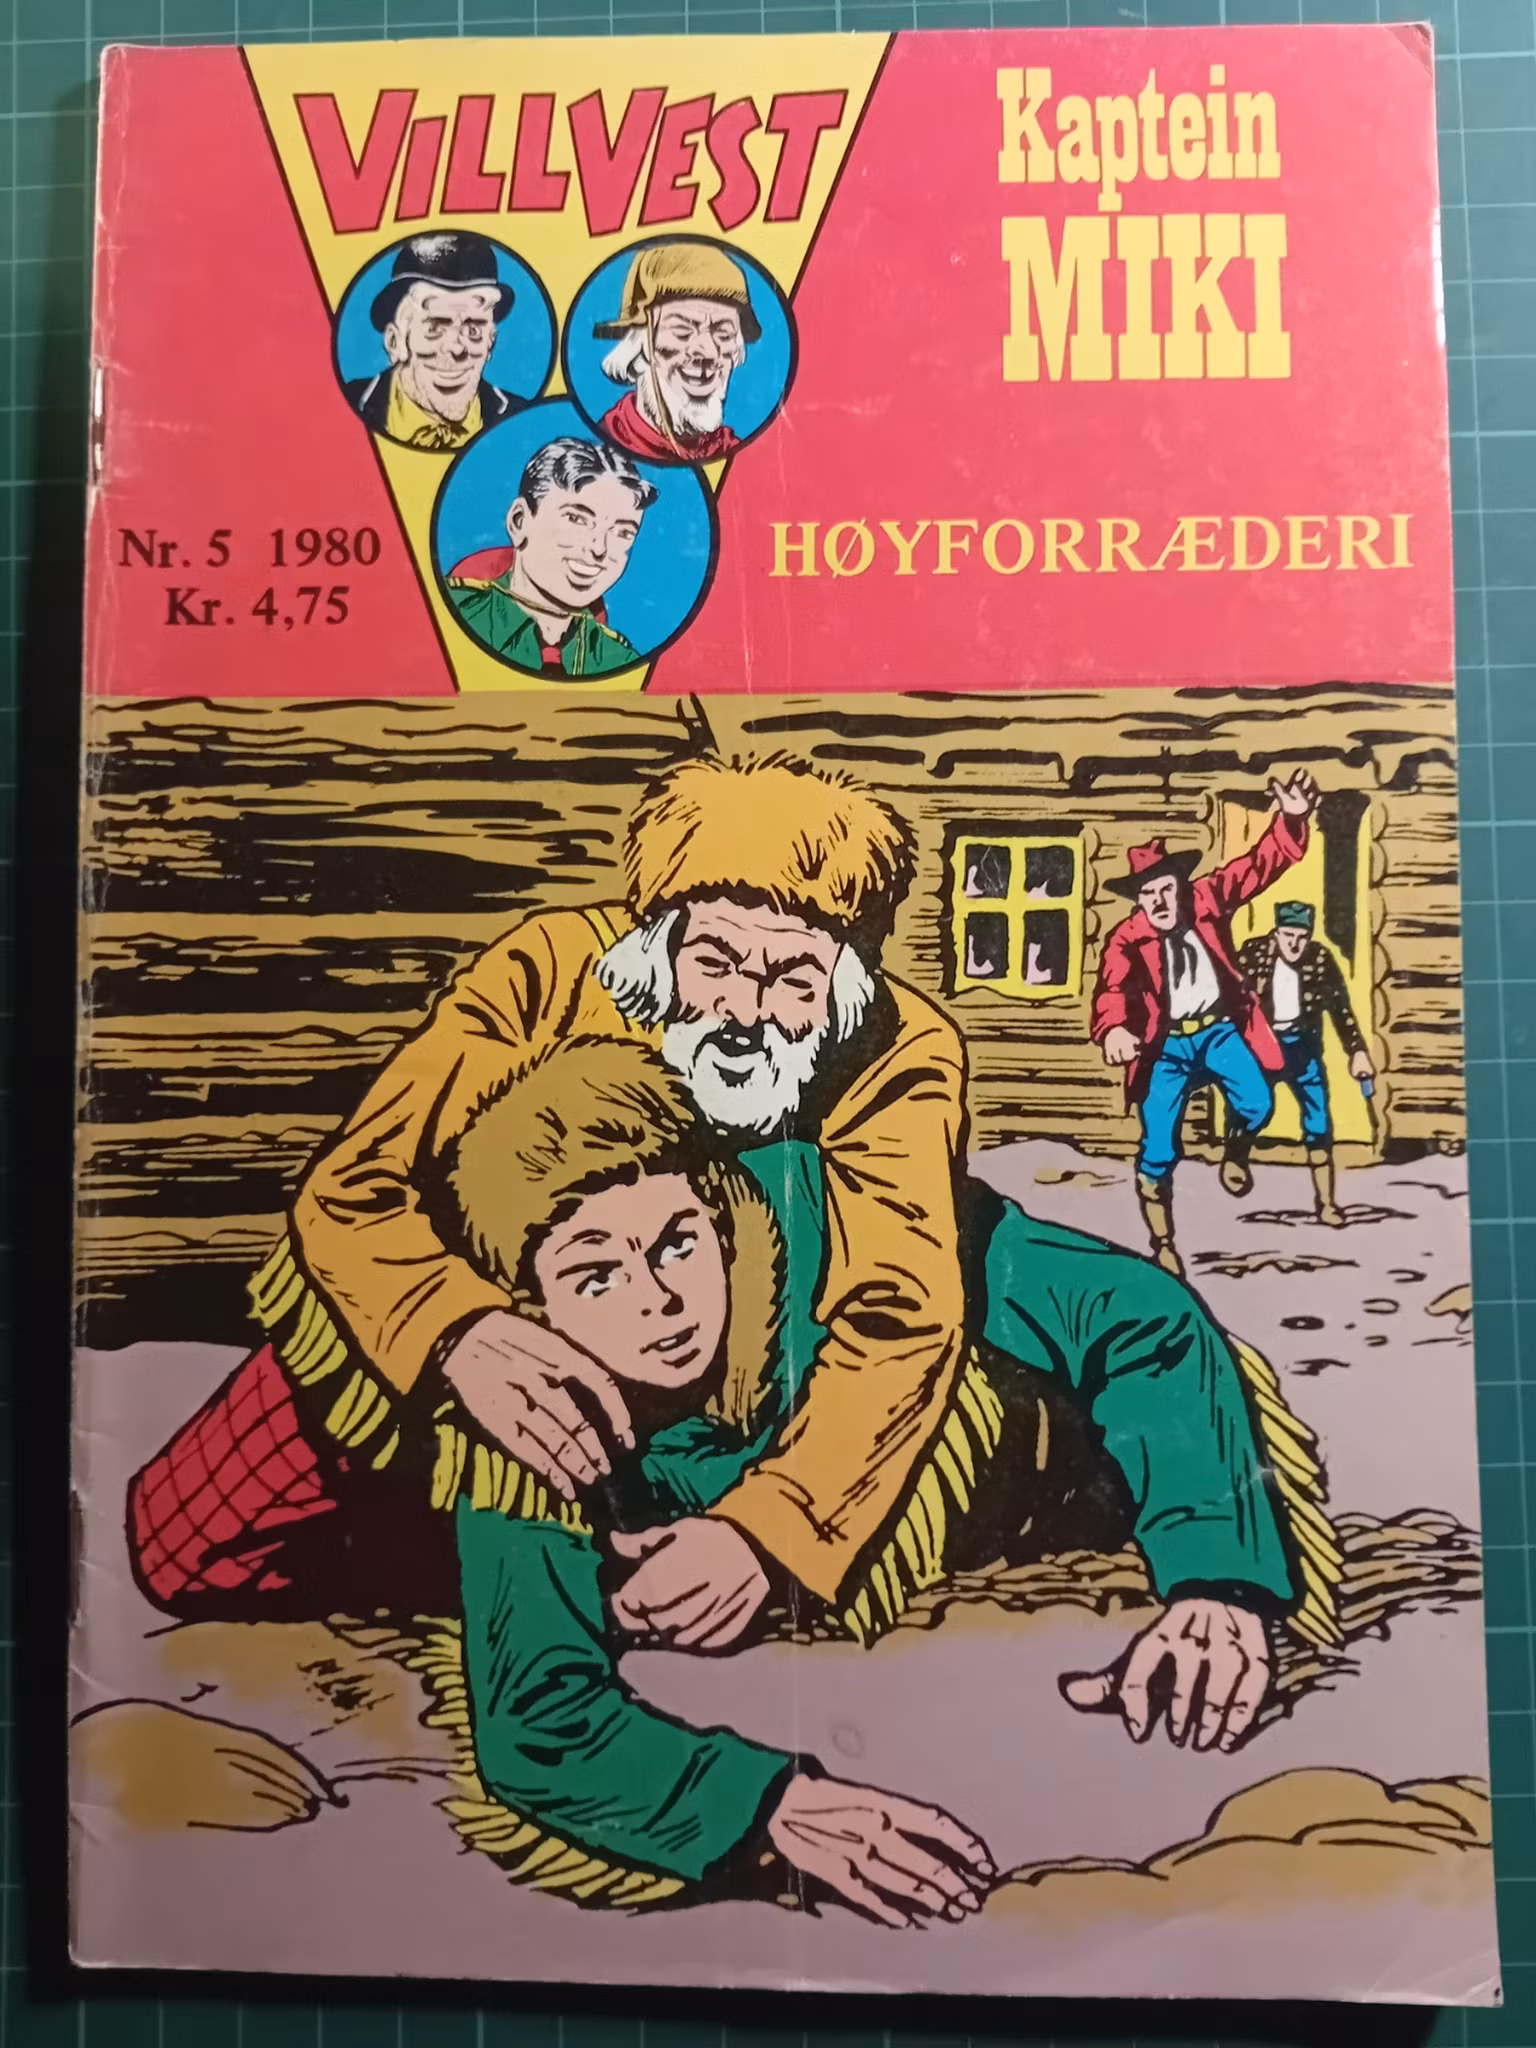 VILLVEST
Kaptein
MIKI
Nr. 5 1980
Kr. 4,75
HØYFORRÆDERI